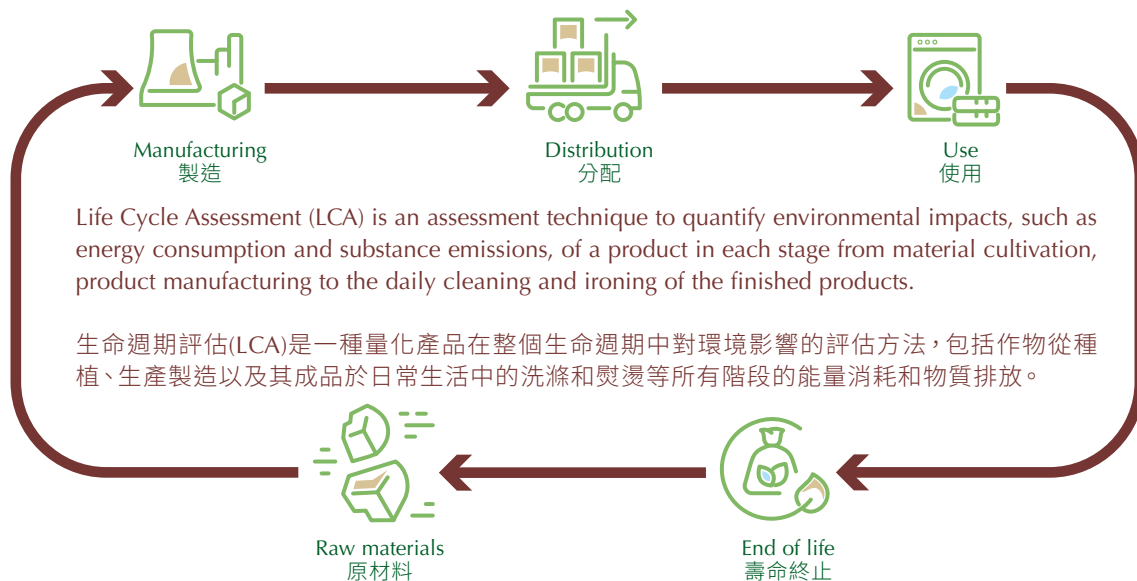 Manufacturing
製造
Distribution
分配
Use
使用
Life Cycle Assessment (LCA) is an assessment technique to quantify environmental impacts, such as
energy consumption and substance emissions, of a product in each stage from material cultivation,
product manufacturing to the daily cleaning and ironing of the finished products.
生命週期評估(LCA)是一種量化產品在整個生命週期中對環境影響的評估方法，包括作物從種
植、生產製造以及其成品於日常生活中的洗滌和熨燙等所有階段的能量消耗和物質排放。
Raw materials
原材料
End of life
壽命終止